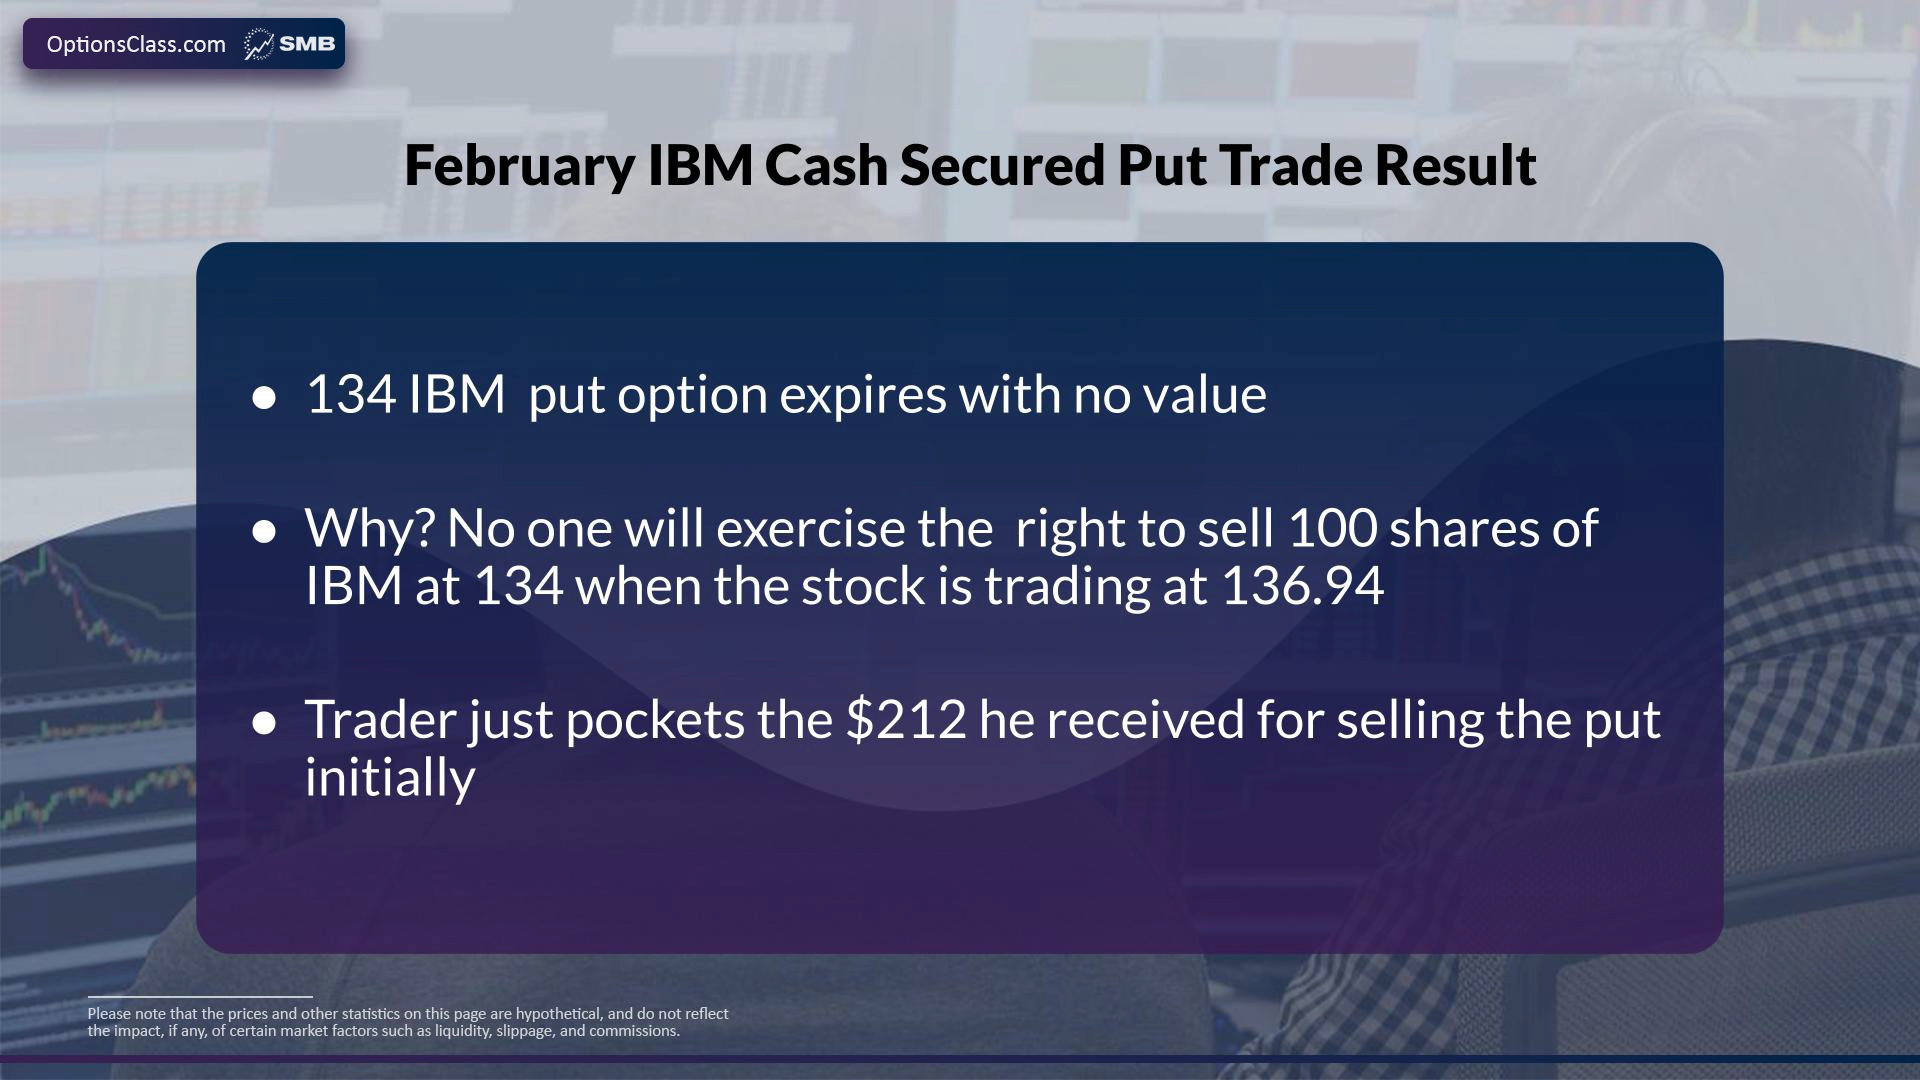 OptionsClass.com SMB
February IBM Cash Secured Put Trade Result
● 134 IBM  put option expires with no value
● Why? No one will exercise the  right to sell 100 shares of
IBM at 134 when the stock is trading at 136.94
● Trader just pockets the $212 he received for selling the put
initially
Please note that the prices and other statistics on this page are hypothetical, and do not reflect
the impact, if any, of certain market factors such as liquidity, slippage, and commissions.